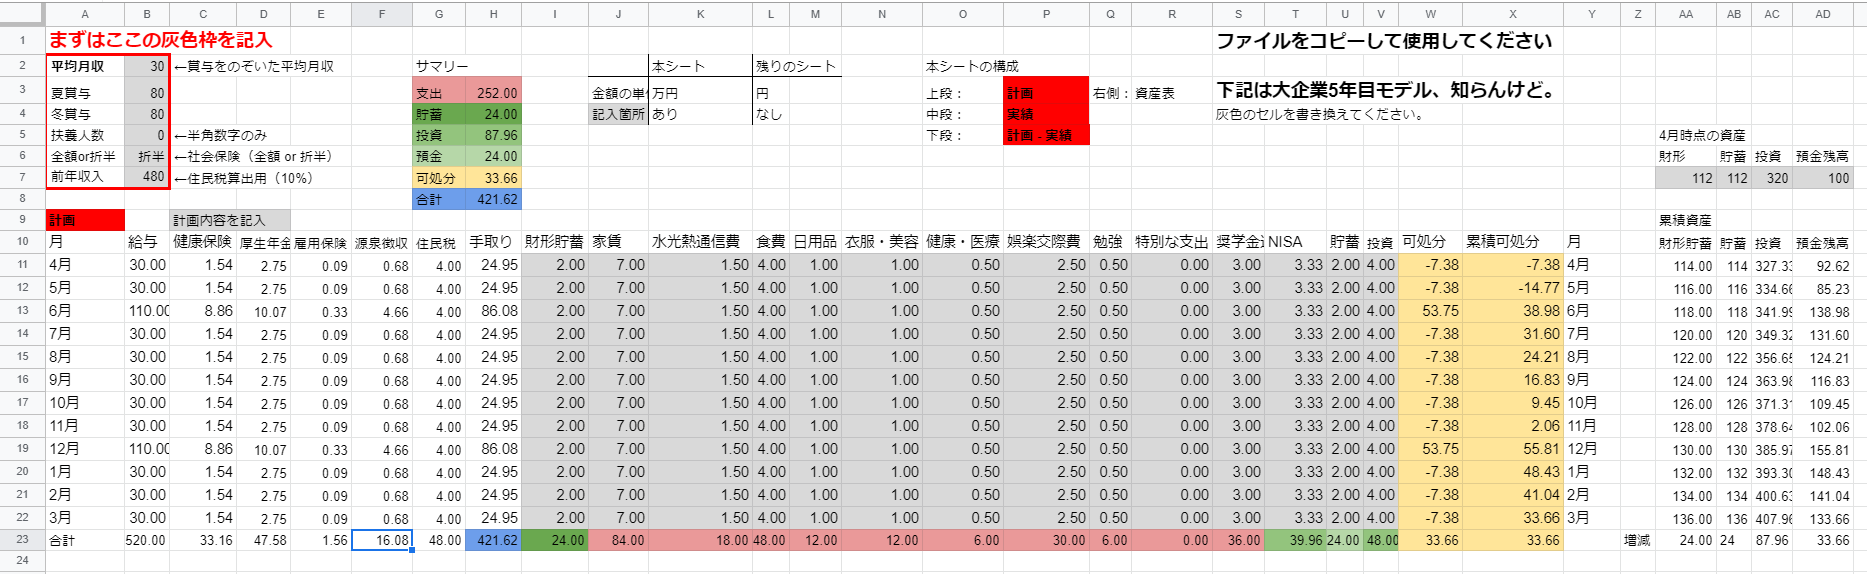 A B C D E F G H I J K L M N O P Q R S T U V W X Y Z AA AB AC AD
1 まずはここの灰色枠を記入 ファイルをコピーして使用してください
2 平均月収 30 ←賞与をのぞいた平均月収 サマリー 本シート 残りのシート 本シートの構成
3 夏賞与 80 支出 252.00 金額の単 万円 円 上段： 計画 右側： 資産表 下記は大企業5年目モデル、知らんけど。
4 冬賞与 80 貯蓄 24.00 記入箇所 あり なし 中段： 実績 灰色のセルを書き換えてください。
5 扶養人数 0 ←半角数字のみ 投資 87.96 下段： 計画 - 実績 4月時点の資産
6 全額or折半 折半 ←社会保険（全額 or 折半） 預金 24.00 財形 貯蓄 投資 預金残高
7 前年収入 480 ←住民税算出用（10%） 可処分 33.66 112 112 320 100
8 合計 421.62
9 計画 計画内容を記入 累積資産
10 月 給与 健康保険 厚生年金 雇用保険 源泉徴収 住民税 手取り 財形貯蓄 家賃 水光熱通信費 食費 日用品 衣服・美容 健康・医療 娯楽交際費 勉強 特別な支出 奨学金 NISA 貯蓄 投資 可処分 累積可処分 月 財形貯蓄 貯蓄 投資 預金残高
11 4月 30.00 1.54 2.75 0.09 0.68 4.00 24.95 2.00 7.00 1.50 4.00 1.00 1.00 0.50 2.50 0.50 0.00 3.00 3.33 2.00 4.00 -7.38 -7.38 4月 114.00 114 327.33 92.62
12 5月 30.00 1.54 2.75 0.09 0.68 4.00 24.95 2.00 7.00 1.50 4.00 1.00 1.00 0.50 2.50 0.50 0.00 3.00 3.33 2.00 4.00 -7.38 -14.77 5月 116.00 116 334.66 85.23
13 6月 110.00 8.86 10.07 0.33 4.66 4.00 86.08 2.00 7.00 1.50 4.00 1.00 1.00 0.50 2.50 0.50 0.00 3.00 3.33 2.00 4.00 53.75 38.98 6月 118.00 118 341.99 138.98
14 7月 30.00 1.54 2.75 0.09 0.68 4.00 24.95 2.00 7.00 1.50 4.00 1.00 1.00 0.50 2.50 0.50 0.00 3.00 3.33 2.00 4.00 -7.38 31.60 7月 120.00 120 349.32 131.60
15 8月 30.00 1.54 2.75 0.09 0.68 4.00 24.95 2.00 7.00 1.50 4.00 1.00 1.00 0.50 2.50 0.50 0.00 3.00 3.33 2.00 4.00 -7.38 24.21 8月 122.00 122 356.65 124.21
16 9月 30.00 1.54 2.75 0.09 0.68 4.00 24.95 2.00 7.00 1.50 4.00 1.00 1.00 0.50 2.50 0.50 0.00 3.00 3.33 2.00 4.00 -7.38 16.83 9月 124.00 124 363.98 116.83
17 10月 30.00 1.54 2.75 0.09 0.68 4.00 24.95 2.00 7.00 1.50 4.00 1.00 1.00 0.50 2.50 0.50 0.00 3.00 3.33 2.00 4.00 -7.38 9.45 10月 126.00 126 371.31 109.45
18 11月 30.00 1.54 2.75 0.09 0.68 4.00 24.95 2.00 7.00 1.50 4.00 1.00 1.00 0.50 2.50 0.50 0.00 3.00 3.33 2.00 4.00 -7.38 2.06 11月 128.00 128 378.64 102.06
19 12月 110.00 8.86 10.07 0.33 4.66 4.00 86.08 2.00 7.00 1.50 4.00 1.00 1.00 0.50 2.50 0.50 0.00 3.00 3.33 2.00 4.00 53.75 55.81 12月 130.00 130 385.97 155.81
20 1月 30.00 1.54 2.75 0.09 0.68 4.00 24.95 2.00 7.00 1.50 4.00 1.00 1.00 0.50 2.50 0.50 0.00 3.00 3.33 2.00 4.00 -7.38 48.43 1月 132.00 132 393.30 148.43
21 2月 30.00 1.54 2.75 0.09 0.68 4.00 24.95 2.00 7.00 1.50 4.00 1.00 1.00 0.50 2.50 0.50 0.00 3.00 3.33 2.00 4.00 -7.38 41.04 2月 134.00 134 400.63 141.04
22 3月 30.00 1.54 2.75 0.09 0.68 4.00 24.95 2.00 7.00 1.50 4.00 1.00 1.00 0.50 2.50 0.50 0.00 3.00 3.33 2.00 4.00 -7.38 33.66 3月 136.00 136 407.96 133.66
23 合計 520.00 33.16 47.58 1.56 16.08 48.00 421.62 24.00 84.00 18.00 48.00 12.00 12.00 6.00 30.00 6.00 0.00 36.00 39.96 24.00 48.00 33.66 33.66 増減 24.00 24 87.96 33.66
24